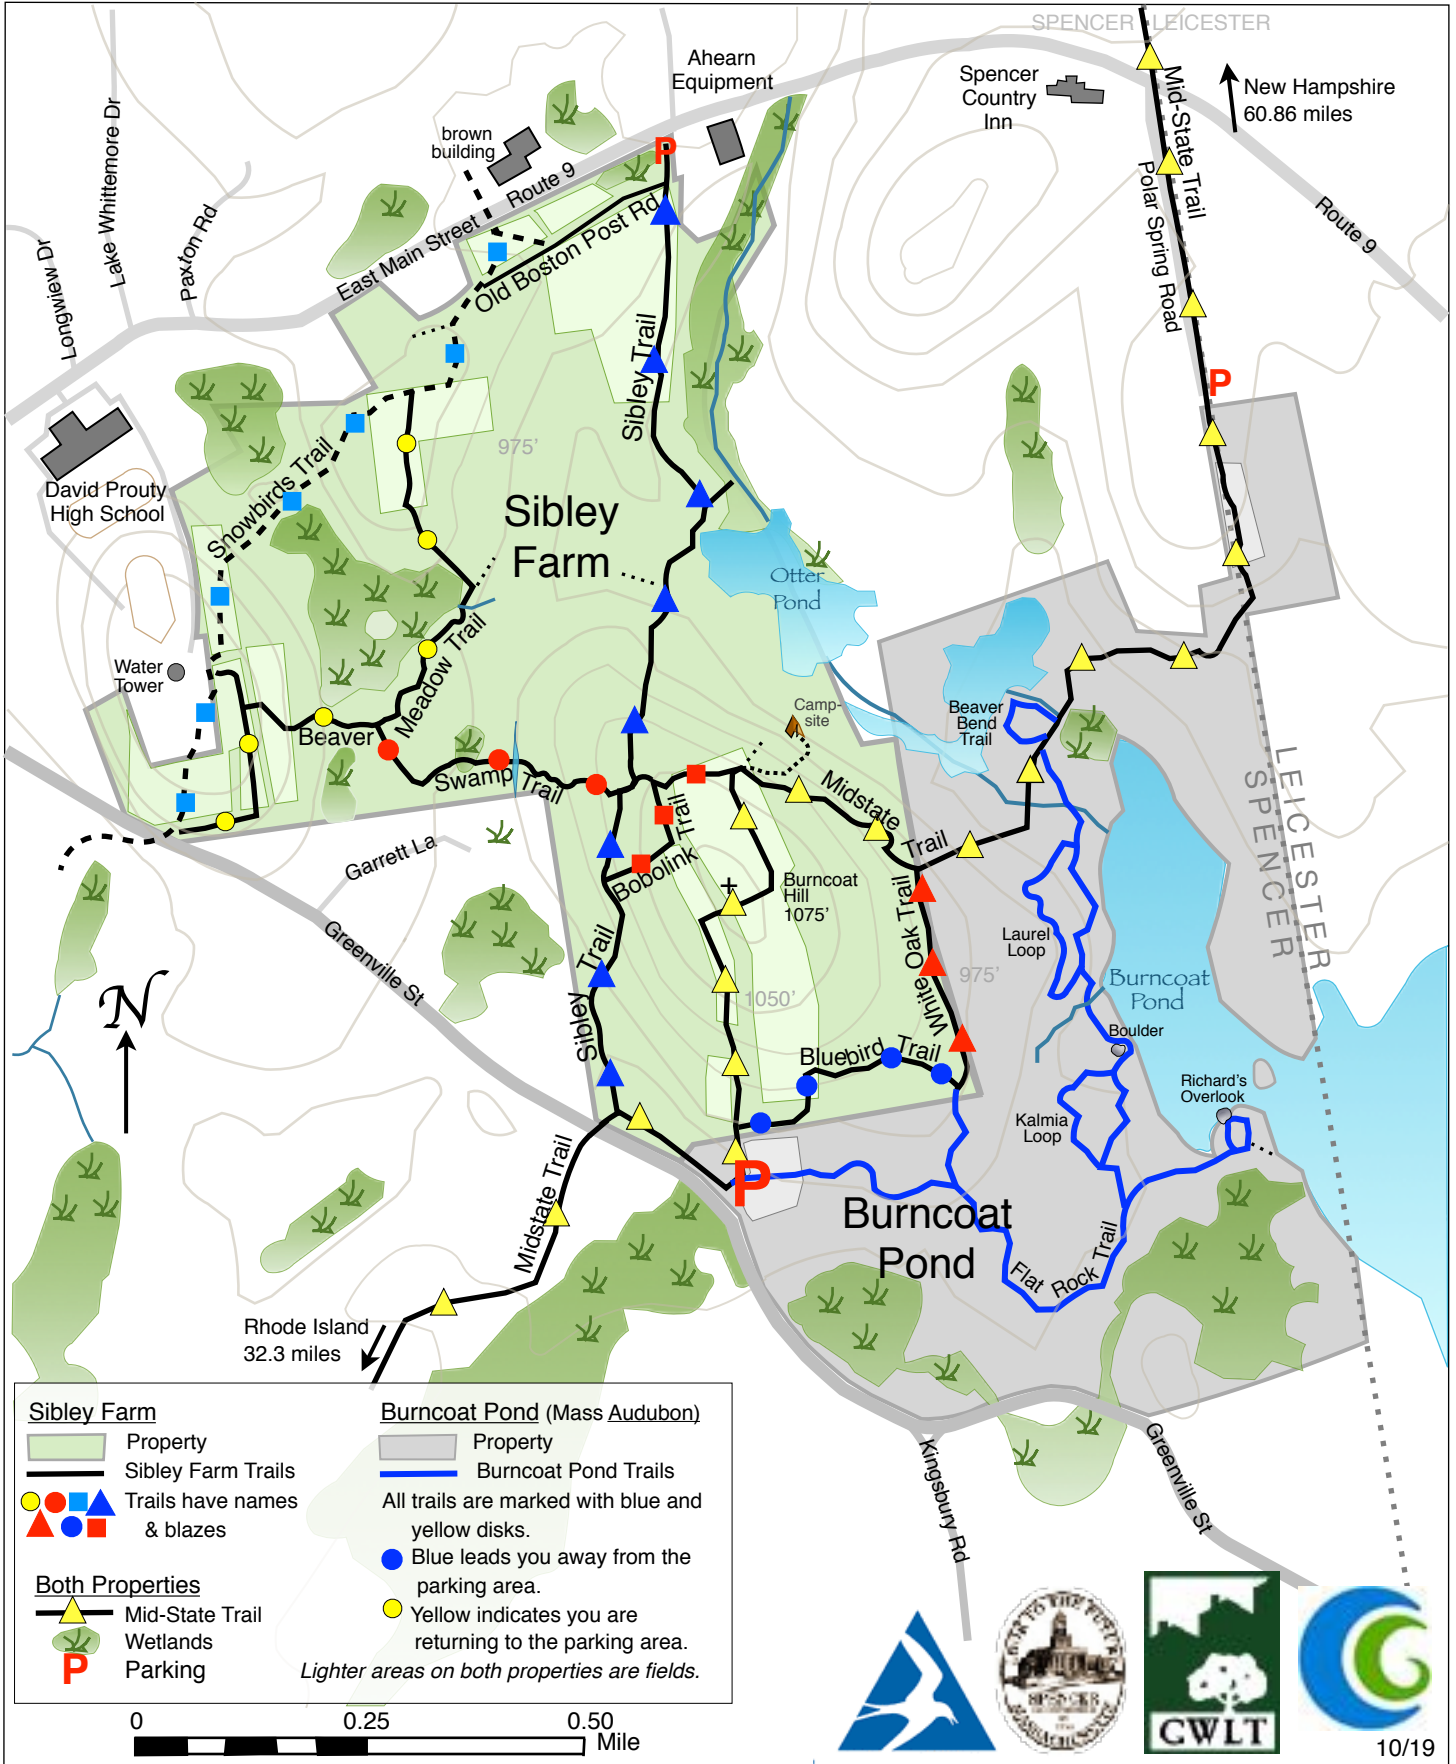 SPENCER
LEICESTER
Ahearn
Equipment
Spencer
Country
Inn
New Hampshire
60.86 miles
Mid-State Trail
Polar Spring Road
Route 9
Lake Whittemore Dr
Longwiew Dr
Paxton Rd
brown
building
P
Route 9
East Main Street
Old Boston Post Rd
Sibley Trail
P
David Prouty
High School
Snowbirds Trail
975'
Sibley
Farm
Otter
Pond
Water
Tower
Beaver
Meadow Trail
Swamp Trail
Camp-
site
Beaver
Bend
Trail
Midstate
Trail
LEICESTER
SPENCER
Garrett La
Bobolink
Trail
Burncoat
Hill
1075'
White Oak Trail
Laurel
Loop
975'
Burncoat
Pond
Greenville St
Sibley Trail
1050'
N
Boulder
Bluebird Trail
Richard's
Overlook
Kalmia
Loop
Midstate Trail
P
Burncoat
Pond
Flat Rock Trail
Rhode Island
32.3 miles
Kingsbury Rd
Greenville St
Sibley Farm
Property
Sibley Farm Trails
Trails have names
& blazes
Both Properties
Mid-State Trail
Wetlands
P Parking
Burncoat Pond (Mass Audubon)
Property
Burncoat Pond Trails
All trails are marked with blue and
yellow disks.
Blue leads you away from the
parking area.
Yellow indicates you are
returning to the parking area.
Lighter areas on both properties are fields.
0 0.25 0.50
Mile
SPENCER
MASSACHUSETTS
GWLT
10/19